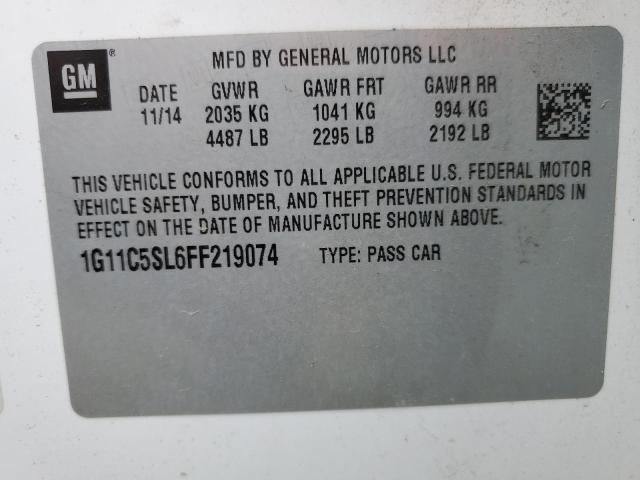 GM ®
MFD BY GENERAL MOTORS LLC
DATE GVWR GAWR FRT GAWR RR
11/14 2035 KG 1041 KG 994 KG
4487 LB 2295 LB 2192 LB
THIS VEHICLE CONFORMS TO ALL APPLICABLE U.S. FEDERAL MOTOR
VEHICLE SAFETY, BUMPER, AND THEFT PREVENTION STANDARDS IN
EFFECT ON THE DATE OF MANUFACTURE SHOWN ABOVE.
1G11C5SL6FF219074 TYPE: PASS CAR